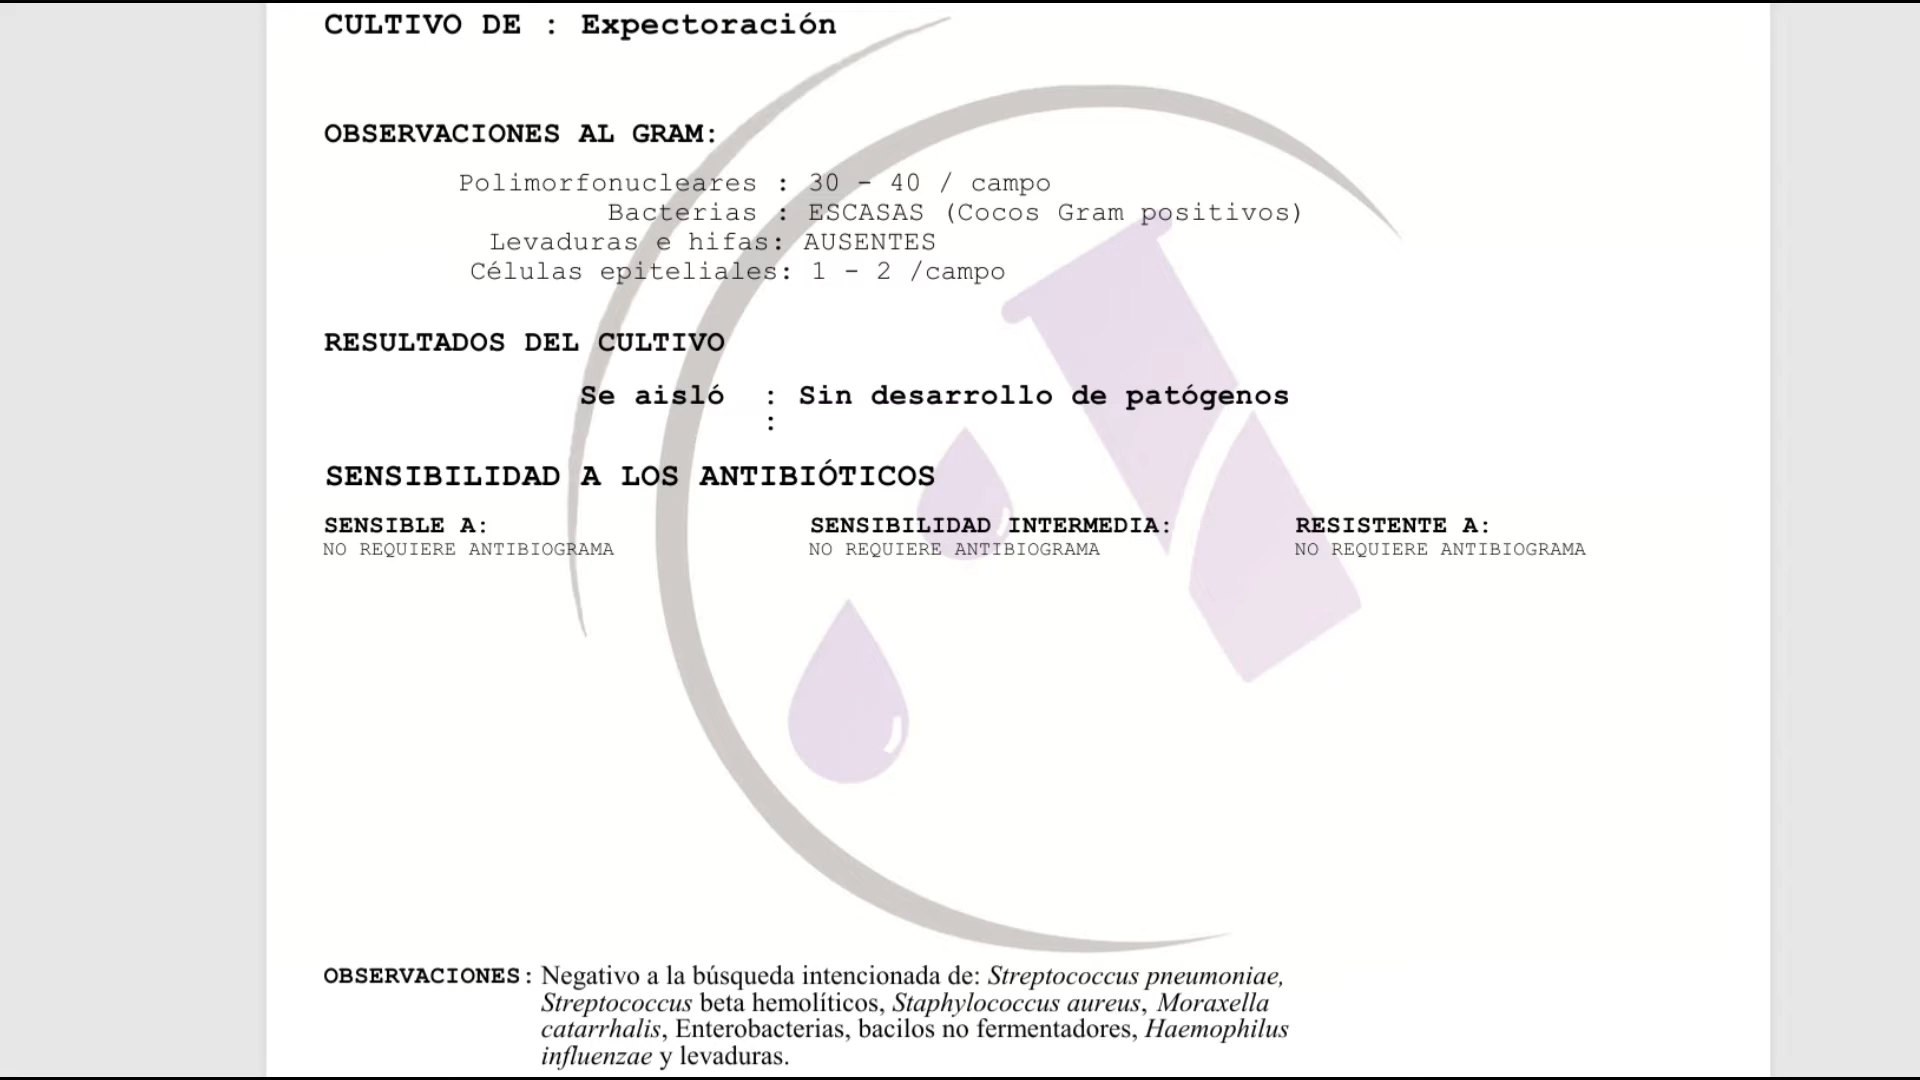 CULTIVO DE : Expectoración
OBSERVACIONES AL GRAM:
Polimorfonucleares : 30 - 40 / campo
Bacterias : ESCASAS (Cocos Gram positivos)
Levaduras e hifas: AUSENTES
Células epiteliales: 1 - 2 /campo
RESULTADOS DEL CULTIVO
Se aisló : Sin desarrollo de patógenos
:
SENSIBILIDAD A LOS ANTIBIÓTICOS
SENSIBLE A: SENSIBILIDAD INTERMEDIA: RESISTENTE A:
NO REQUIERE ANTIBIOGRAMA NO REQUIERE ANTIBIOGRAMA NO REQUIERE ANTIBIOGRAMA
OBSERVACIONES: Negativo a la búsqueda intencionada de: Streptococcus pneumoniae,
Streptococcus beta hemolíticos, Staphylococcus aureus, Moraxella
catarrhalis, Enterobacterias, bacilos no fermentadores, Haemophilus
influenzae y levaduras.